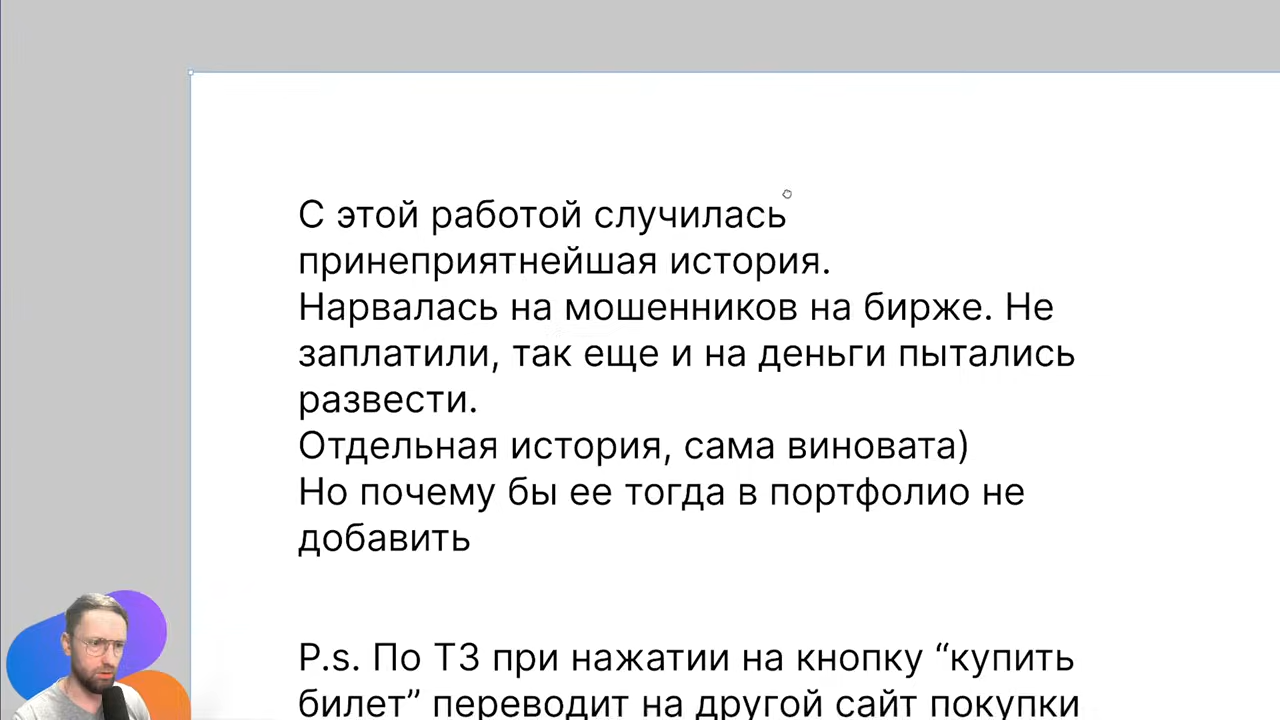 С этой работой случилась
принеприятнейшая история.
Нарвалась на мошенников на бирже. Не
заплатили, так еще и на деньги пытались
развести.
Отдельная история, сама виновата)
Но почему бы ее тогда в портфолио не
добавить
P.s. По ТЗ при нажатии на кнопку “купить
билет” переводит на другой сайт покупки